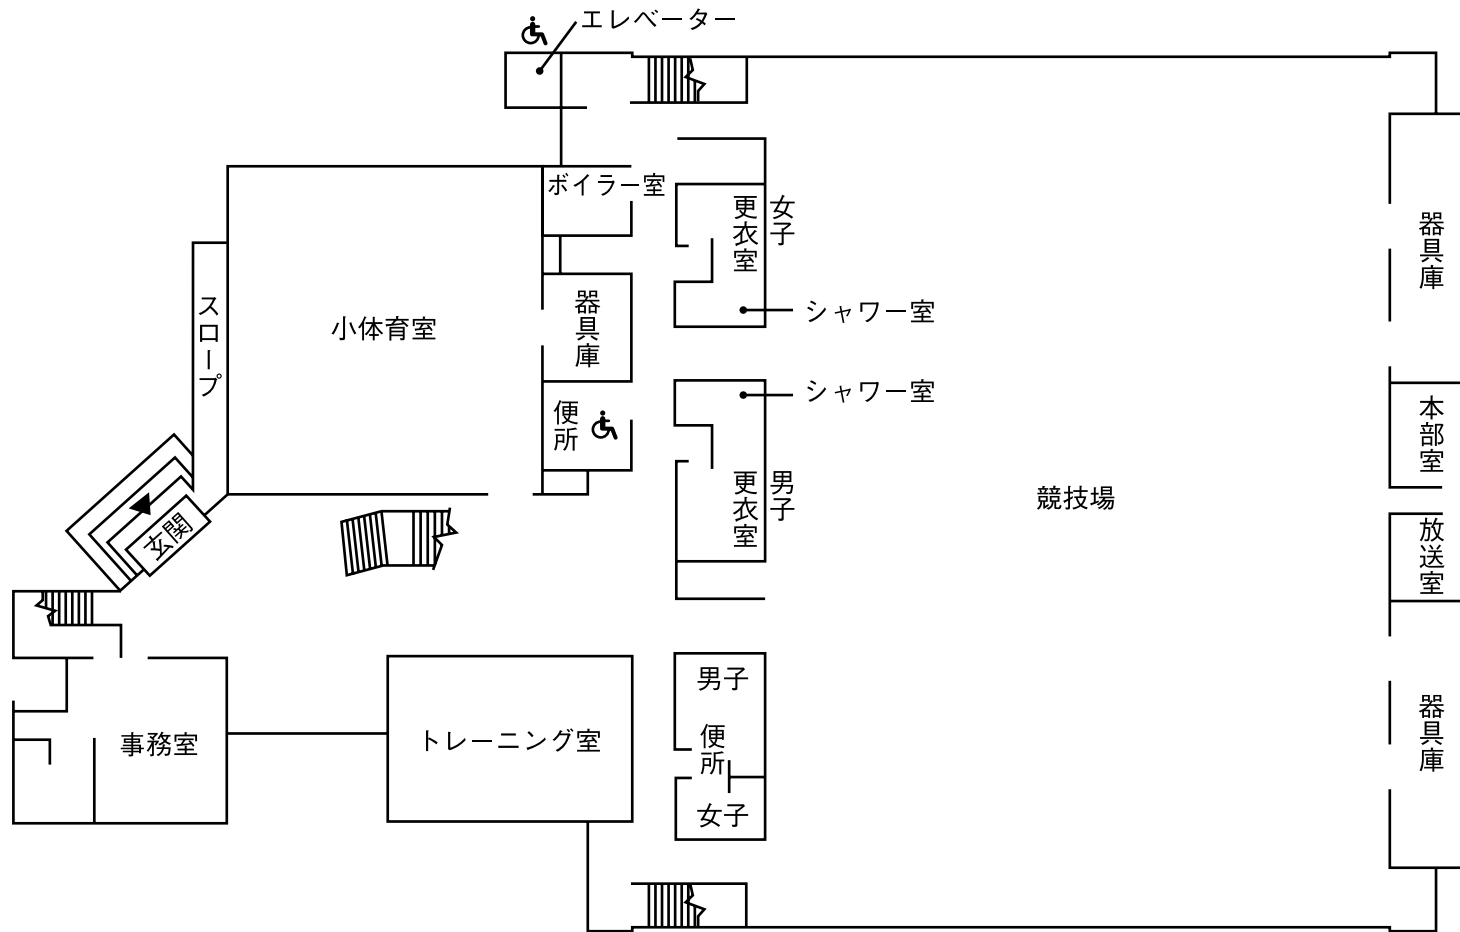 エレベーター
ボイラー室
女子
更衣室
シャワー室
器具庫
スロープ
小体育室
器具庫
シャワー室
便所
男子
更衣室
本部室
競技場
放送室
玄関
事務室
トレーニング室
男子
便所
女子
器具庫